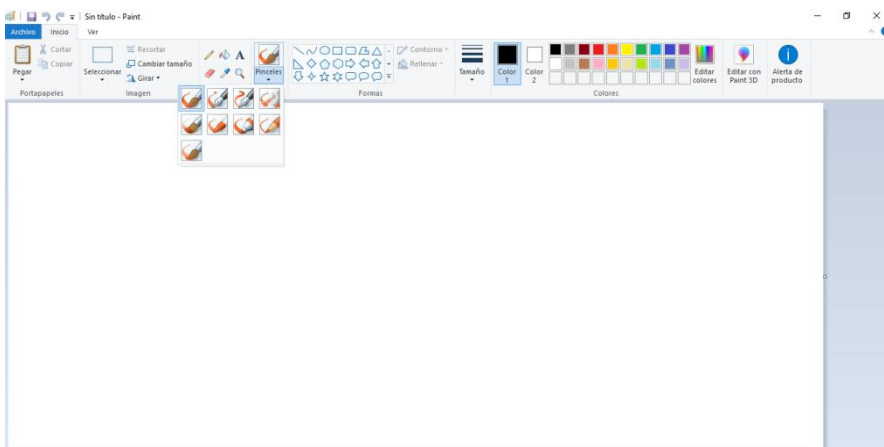 Sin título - Paint
Archivo Inicio Ver
Pegar
Cortar
Copiar
Portapapeles
Seleccionar
Recortar
Cambiar tamaño
Girar
Imagen
A
Pinceles
Contorno
Rellenar
Formas
Tamaño
Color 1
Color 2
Editar colores
Colores
Editar con Paint 3D
Alerta de producto